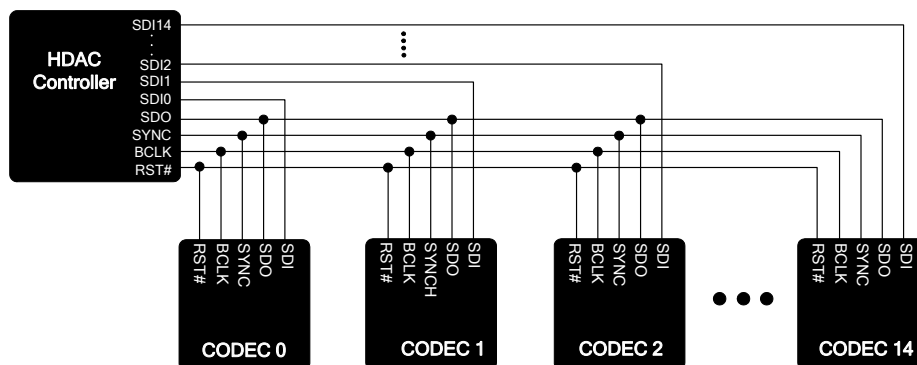 HDAC
Controller
SDI14
SDI2
SDI1
SDI0
SDO
SYNC
BCLK
RST#
RST#
BCLK
SYNC
SDO
SDI
CODEC 0
RST#
BCLK
SYNCH
SDO
SDI
CODEC 1
RST#
BCLK
SYNC
SDO
SDI
CODEC 2
RST#
BCLK
SYNC
SDO
SDI
CODEC 14